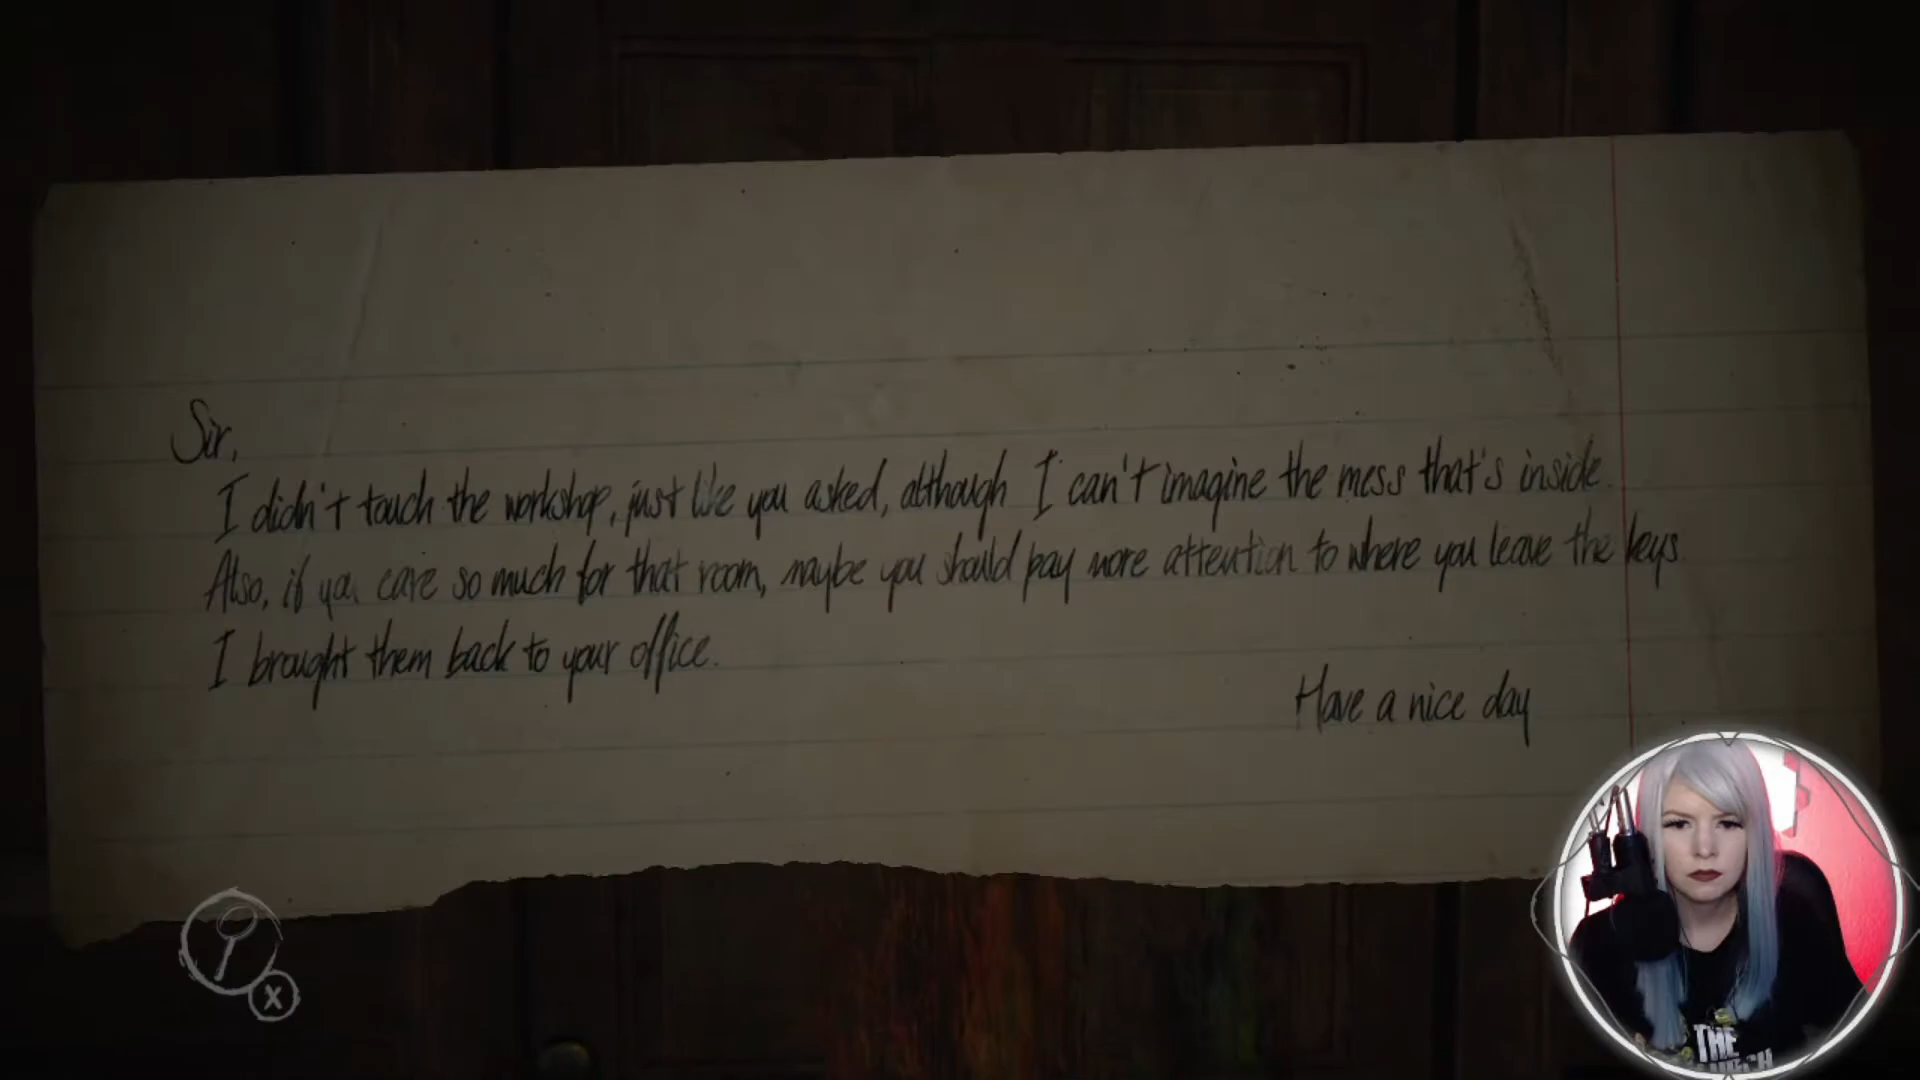 Sir,
I didn't touch the workshop, just like you asked, although I can't imagine the mess that's inside.
Also, if you care so much for that room, maybe you should pay more attention to where you leave the keys.
I brought them back to your office.
Have a nice day
X
THE